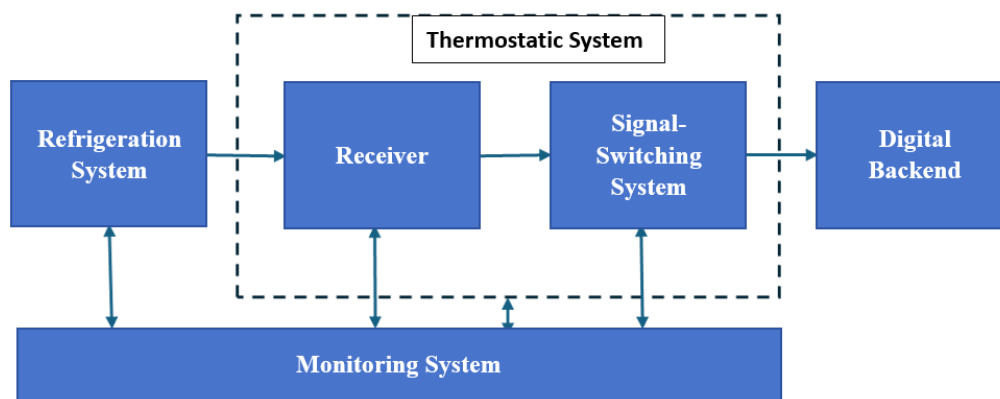 Thermostatic System
Refrigeration
System
Receiver
Signal-
Switching
System
Digital
Backend
Monitoring System